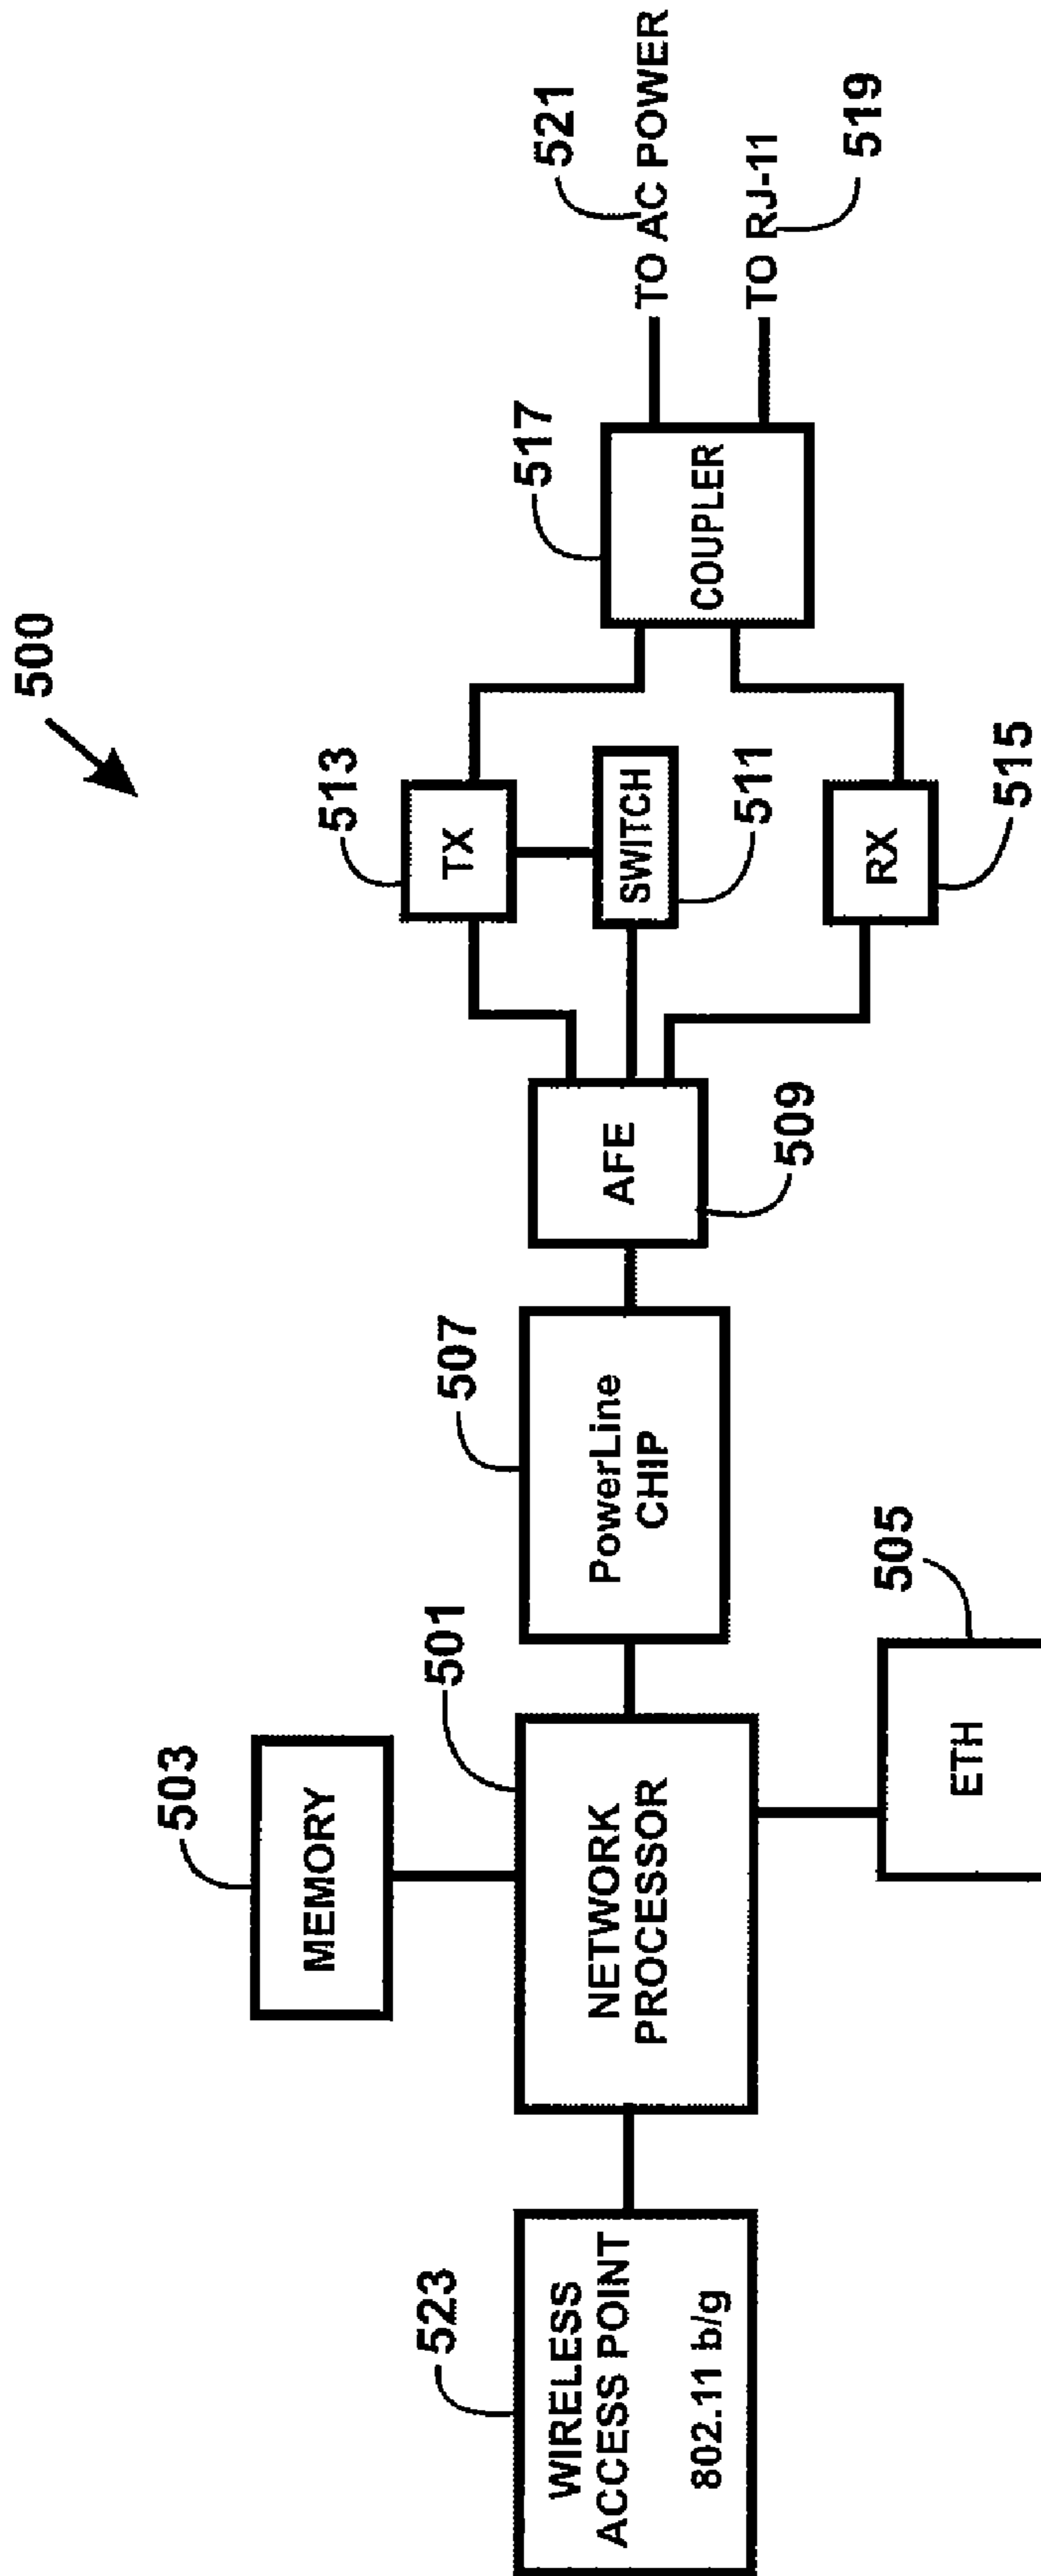 500
523
WIRELESS
ACCESS POINT
802.11 b/g
503
MEMORY
501
NETWORK
PROCESSOR
505
ETH
507
PowerLine
CHIP
509
AFE
513
TX
SWITCH
511
RX
515
517
COUPLER
521
TO AC POWER
TO RJ-11
519